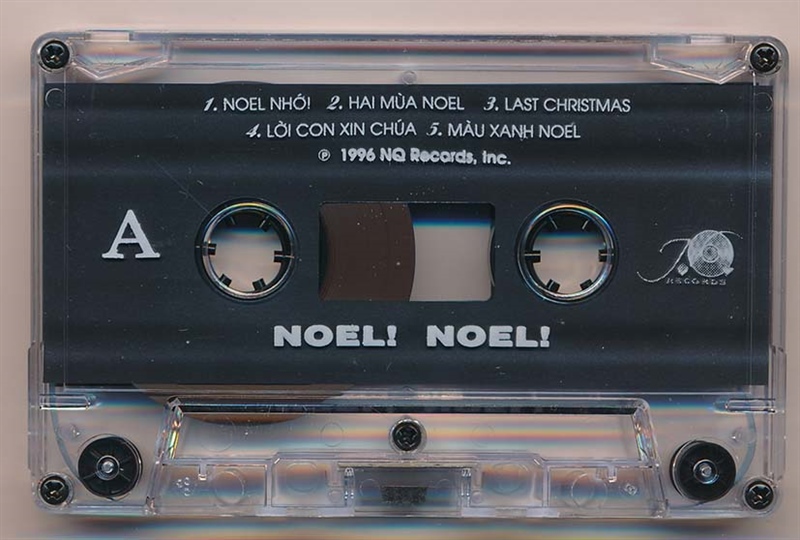 1. NOEL NHỚ! 2. HAI MÙA NOEL 3. LAST CHRISTMAS
4. LỜI CON XIN CHÚA 5. MÀU XANH NOEL
℗ 1996 NQ Records, Inc.
A
RECORDS
NOEL! NOEL!